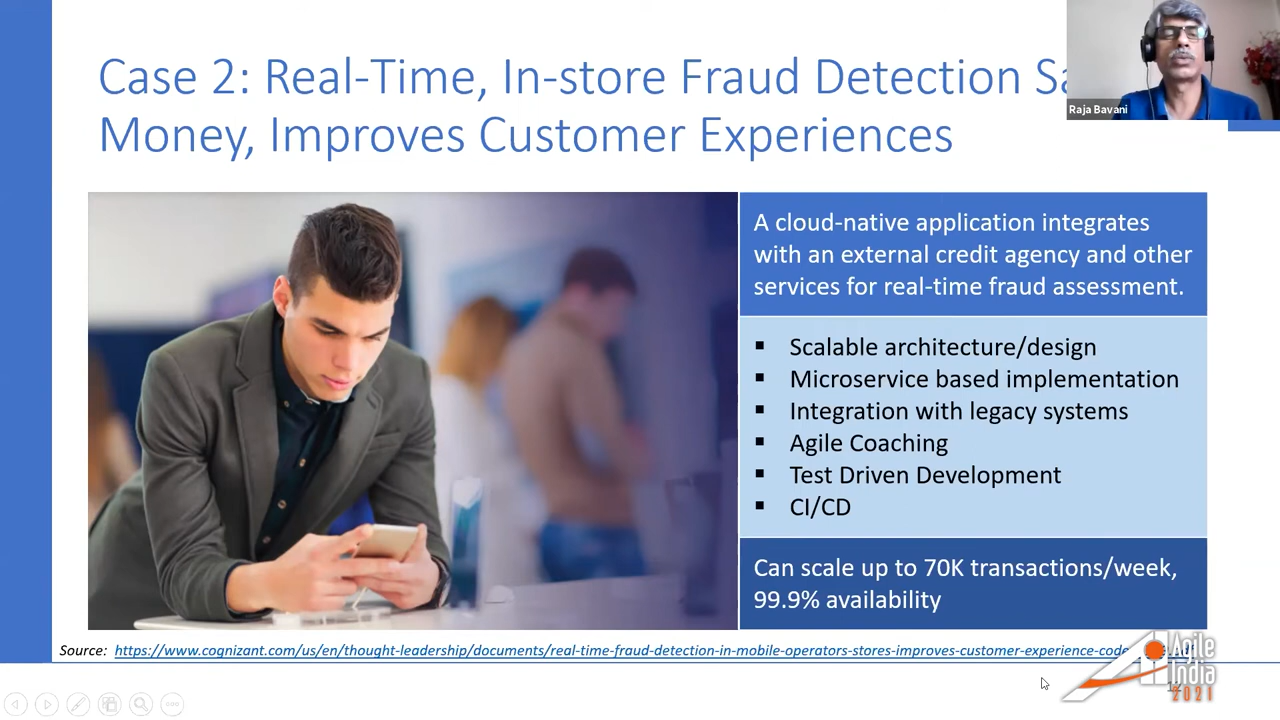 Case 2: Real-Time, In-store Fraud Detection
Money, Improves Customer Experiences
Raja Bavani
A cloud-native application integrates
with an external credit agency and other
services for real-time fraud assessment.
▪ Scalable architecture/design
▪ Microservice based implementation
▪ Integration with legacy systems
▪ Agile Coaching
▪ Test Driven Development
▪ CI/CD
Can scale up to 70K transactions/week,
99.9% availability
Source: https://www.cognizant.com/us/en/thought-leadership/documents/real-time-fraud-detection-in-mobile-operators-stores-improves-customer-experience-code
Agile
India
2021